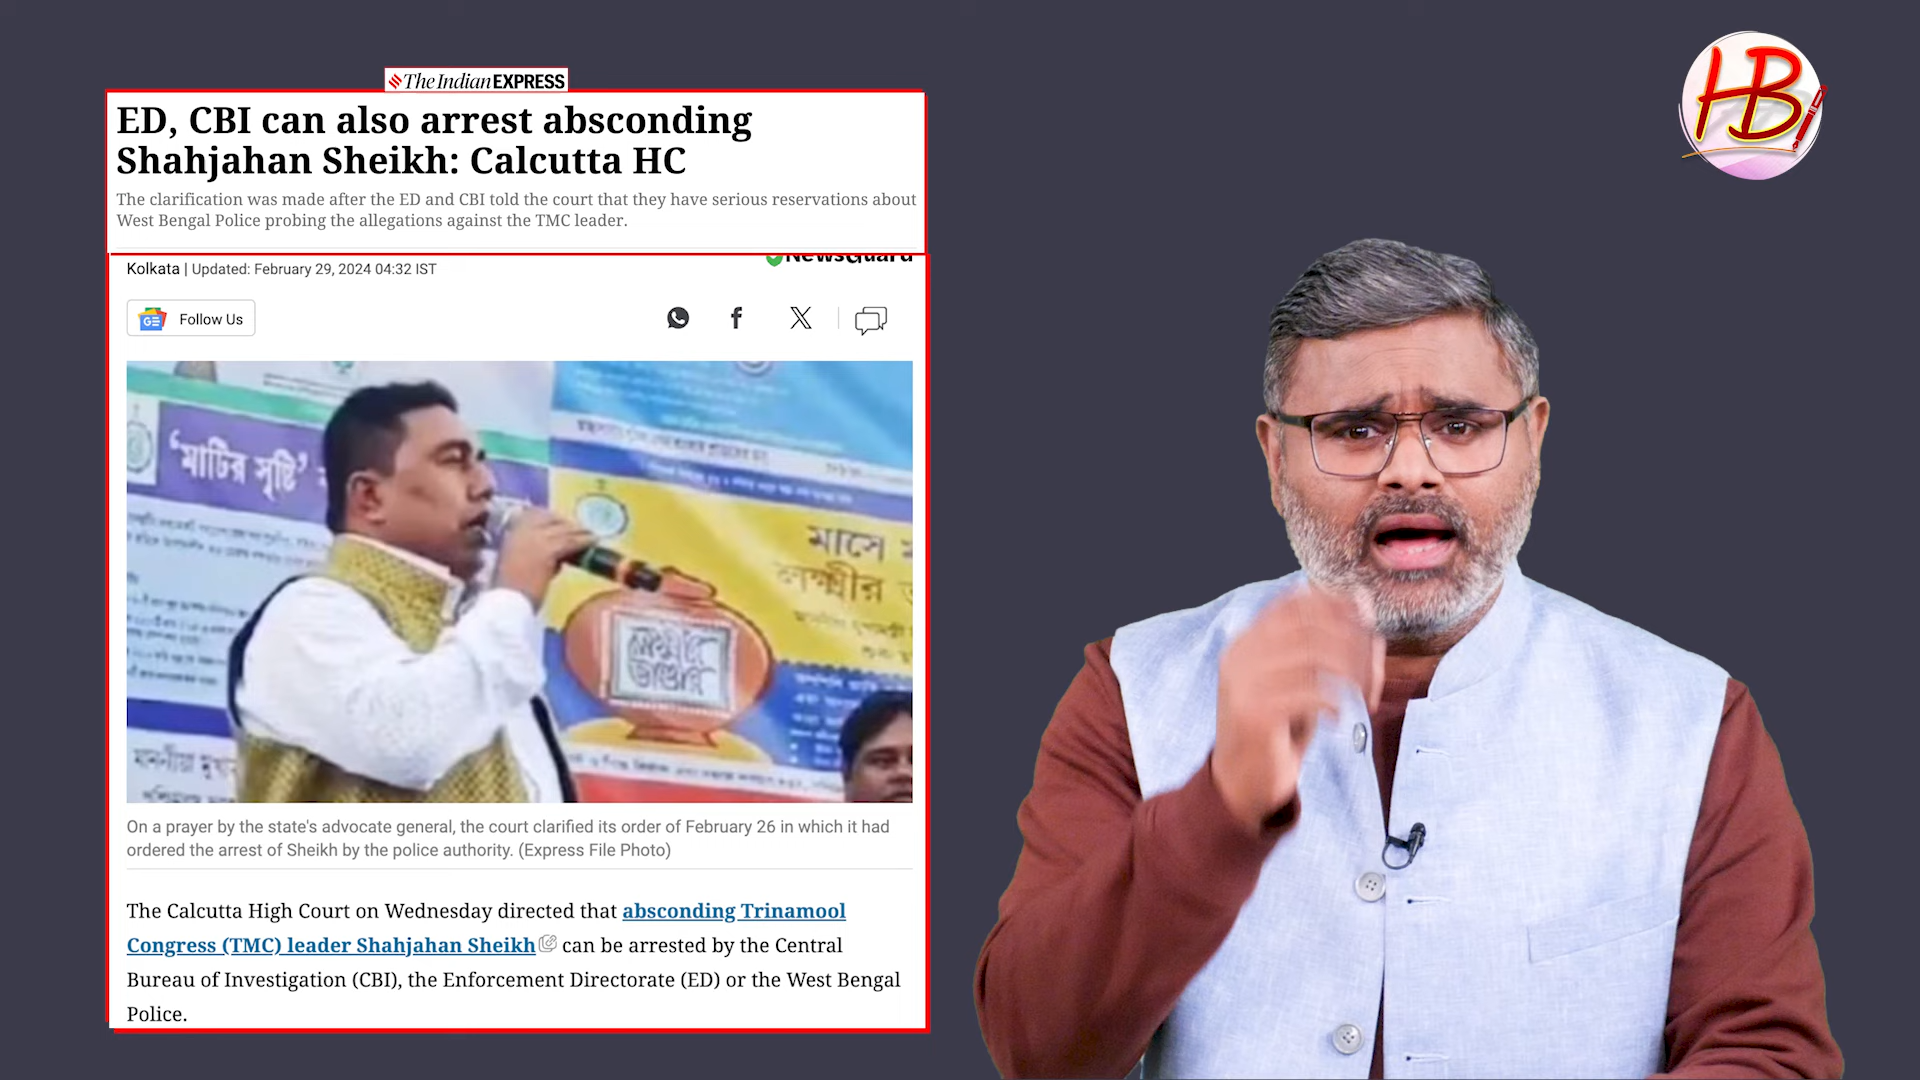 The Indian EXPRESS
ED, CBI can also arrest absconding
Shahjahan Sheikh: Calcutta HC
The clarification was made after the ED and CBI told the court that they have serious reservations about
West Bengal Police probing the allegations against the TMC leader.
NewsGuard
Kolkata | Updated: February 29, 2024 04:32 IST
GE Follow Us
‘মাটির সৃষ্টি’
মাসে
লক্ষ্মীর
লক্ষ্মীর
ভাণ্ডার
On a prayer by the state's advocate general, the court clarified its order of February 26 in which it had
ordered the arrest of Sheikh by the police authority. (Express File Photo)
The Calcutta High Court on Wednesday directed that absconding Trinamool
Congress (TMC) leader Shahjahan Sheikh can be arrested by the Central
Bureau of Investigation (CBI), the Enforcement Directorate (ED) or the West Bengal
Police.
HB